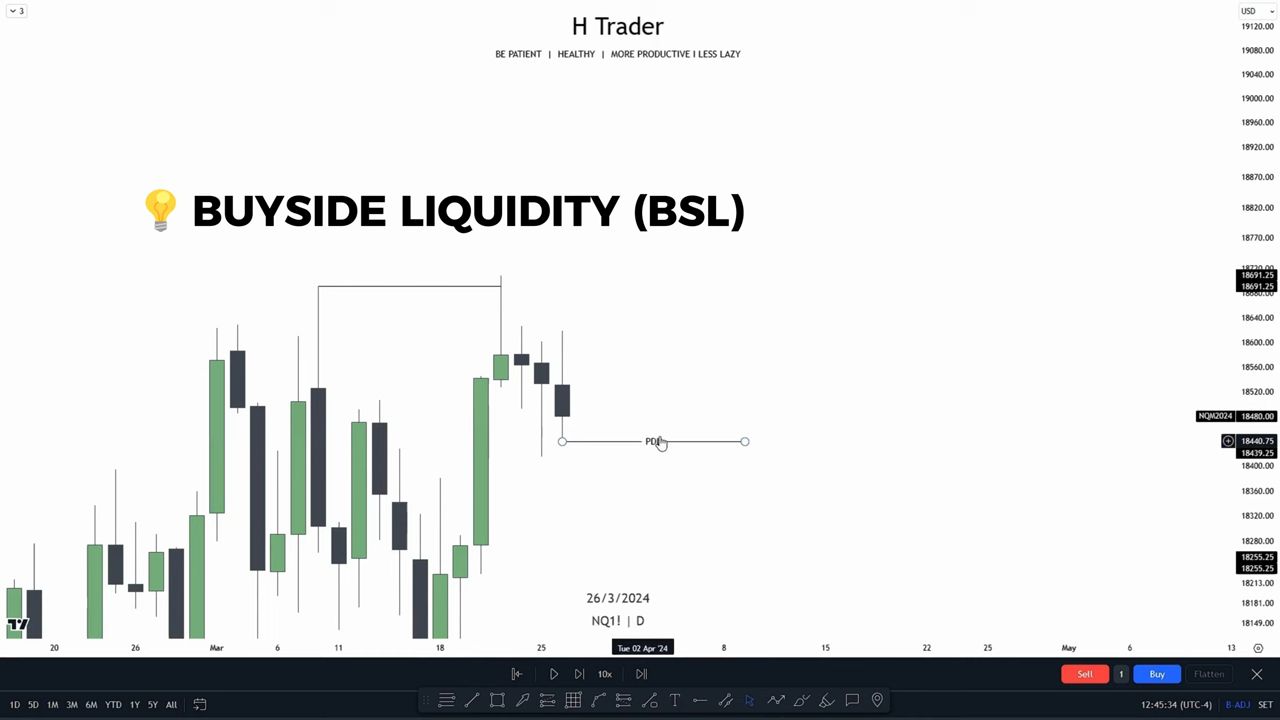 3
H Trader
BE PATIENT | HEALTHY | MORE PRODUCTIVE I LESS LAZY
USD
19120.00
19080.00
19040.00
19000.00
18960.00
18920.00
18870.00
💡 BUYSIDE LIQUIDITY (BSL)
18820.00
18770.00
18691.25
18691.25
18640.00
18600.00
18560.00
18520.00
NQM2024 18480.00
18440.75
18439.25
18400.00
18360.00
18320.00
18280.00
18255.25
18255.25
18213.00
18181.00
18149.00
26/3/2024
NQ1! | D
20 26 Mar 6 11 18 25 Tue 02 Apr '24 8 15 22 25 May 6 13
10x
Sell 1 Buy Flatten
1D 5D 1M 3M 6M YTD 1Y 5Y All
12:45:34 (UTC-4) B-ADJ SET